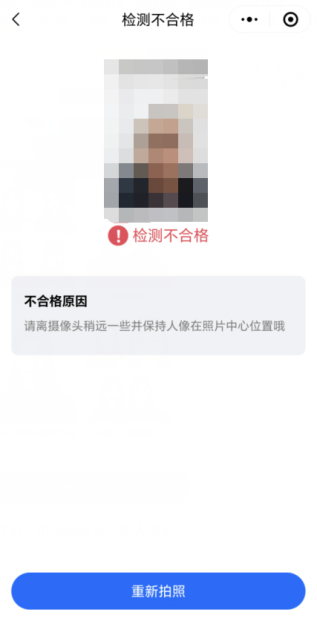 检测不合格
检测不合格
不合格原因
请离摄像头稍远一些并保持人像在照片中心位置哦
重新拍照